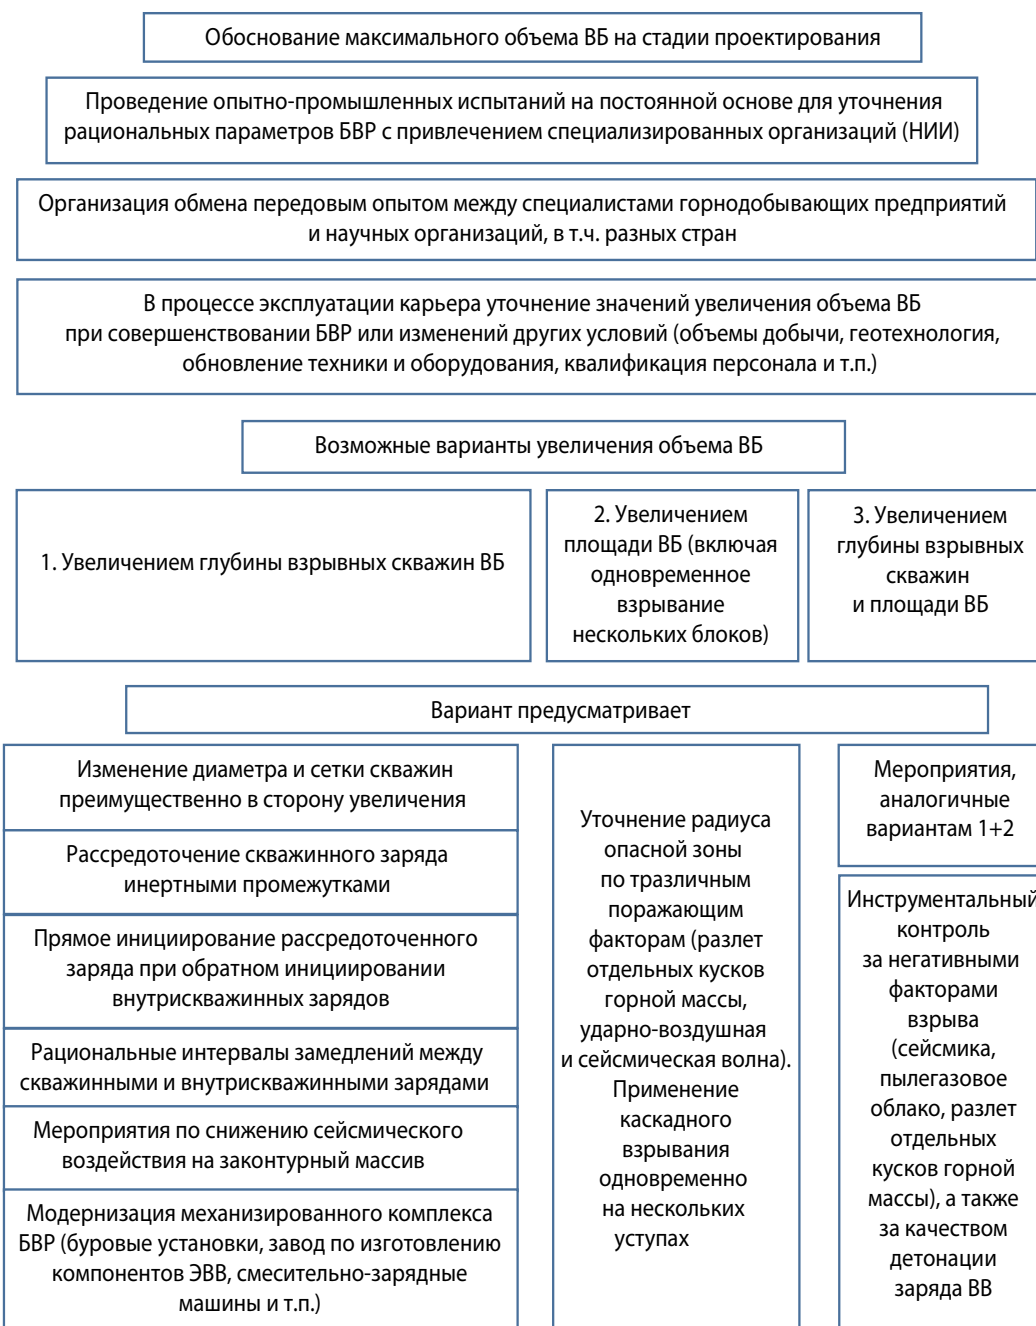 Обоснование максимального объема ВБ на стадии проектирования
Проведение опытно-промышленных испытаний на постоянной основе для уточнения
рациональных параметров БВР с привлечением специализированных организаций (НИИ)
Организация обмена передовым опытом между специалистами горнодобывающих предприятий
и научных организаций, в т.ч. разных стран
В процессе эксплуатации карьера уточнение значений увеличения объема ВБ
при совершенствовании БВР или изменений других условий (объемы добычи, геотехнология,
обновление техники и оборудования, квалификация персонала и т.п.)
Возможные варианты увеличения объема ВБ
1. Увеличением глубины взрывных скважин ВБ
2. Увеличением
площади ВБ (включая
одновременное
взрывание
нескольких блоков)
3. Увеличением
глубины взрывных
скважин
и площади ВБ
Вариант предусматривает
Изменение диаметра и сетки скважин
преимущественно в сторону увеличения
Рассредоточение скважинного заряда
инертными промежутками
Прямое инициирование рассредоточенного
заряда при обратном инициировании
внутрискважинных зарядов
Рациональные интервалы замедлений между
скважинными и внутрискважинными зарядами
Мероприятия по снижению сейсмического
воздействия на законтурный массив
Модернизация механизированного комплекса
БВР (буровые установки, завод по изготовлению
компонентов ЭВВ, смесительно-зарядные
машины и т.п.)
Уточнение радиуса
опасной зоны
по тразличным
поражающим
факторам (разлет
отдельных кусков
горной массы,
ударно-воздушная
и сейсмическая волна).
Применение
каскадного
взрывания
одновременно
на нескольких
уступах
Мероприятия,
аналогичные
вариантам 1+2
Инструментальный
контроль
за негативными
факторами
взрыва
(сейсмика,
пылегазовое
облако, разлет
отдельных
кусков горной
массы), а также
за качеством
детонации
заряда ВВ